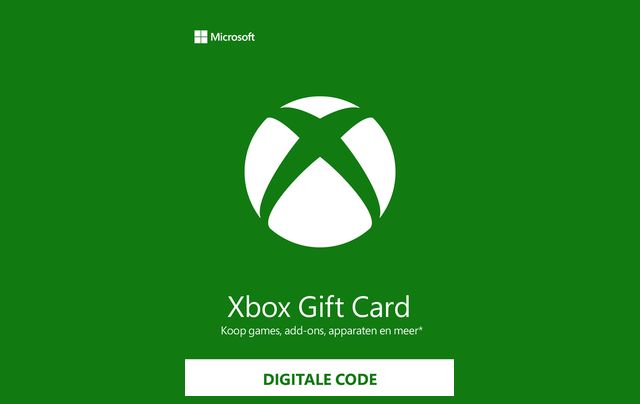 Microsoft
Xbox Gift Card
Koop games, add-ons, apparaten en meer*
DIGITALE CODE